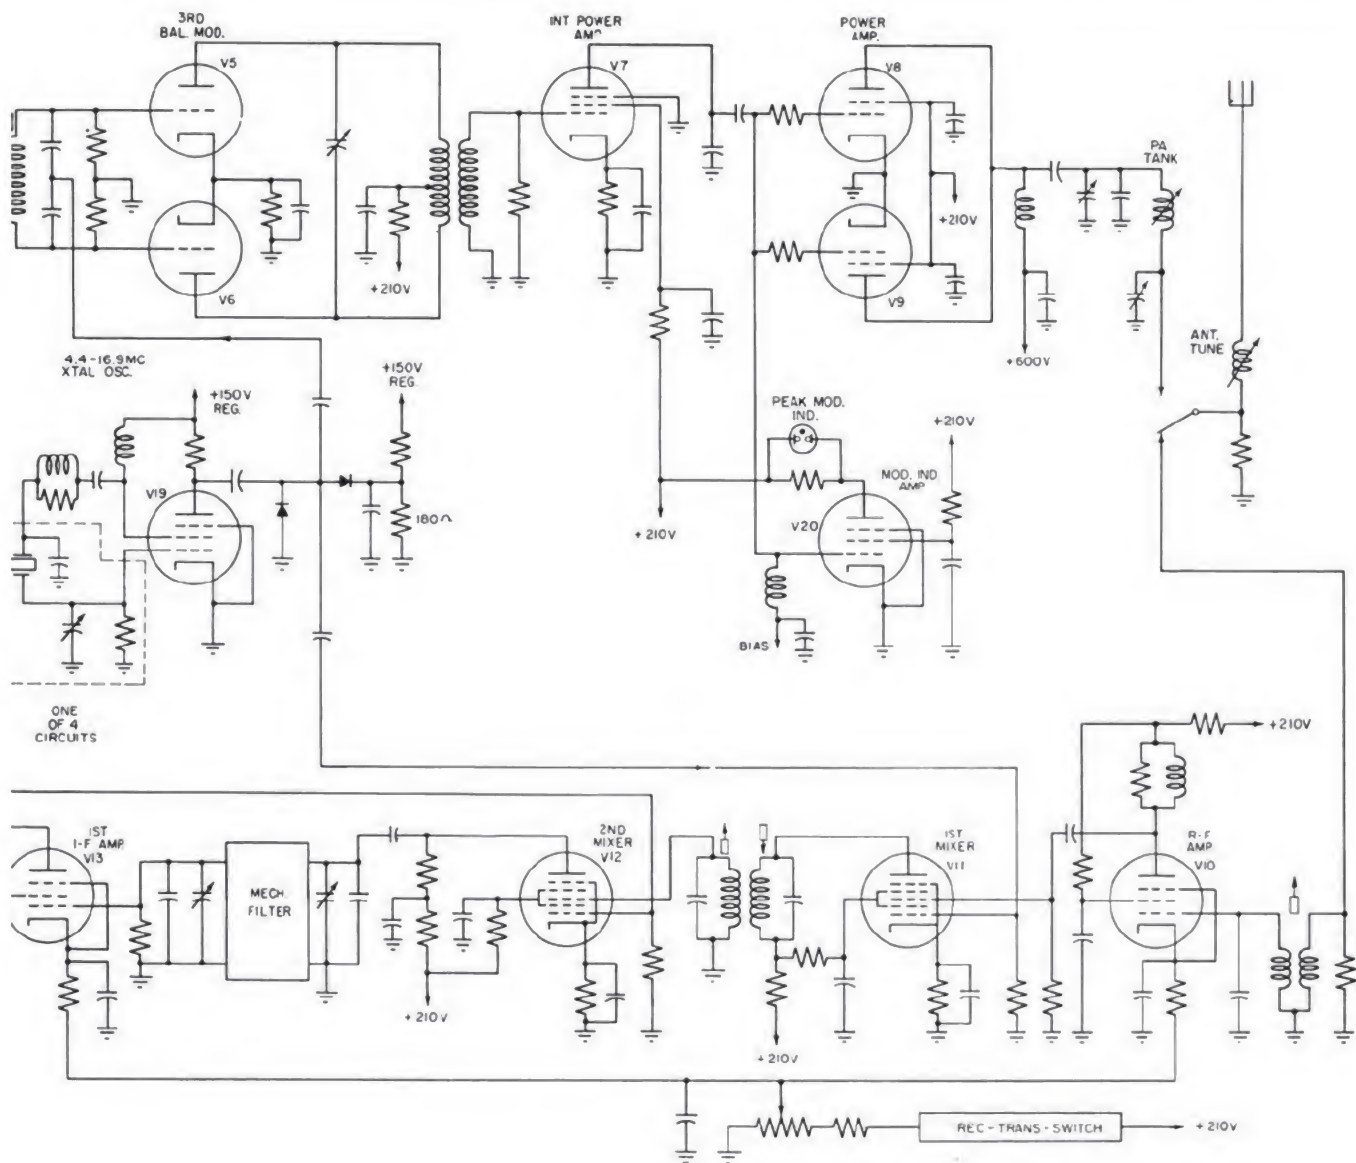 3RD
BAL. MOD.
INT POWER
AMP.
POWER
AMP.
V5
V7
V8
PA
TANK
V6
V9
+210V
+210V
+600V
ANT.
TUNE
4.4-16.9MC
XTAL OSC.
+150V
REG.
+150V
REG.
PEAK MOD.
IND.
+210V
MOD. IND
AMP
V19
180Ω
V20
+210V
BIAS
ONE
OF 4
CIRCUITS
+210V
1ST
I-F AMP.
V13
MECH.
FILTER
2ND
MIXER
V12
1ST
MIXER
V11
R-F
AMP.
V10
+210V
+210V
REC-TRANS-SWITCH
+210V